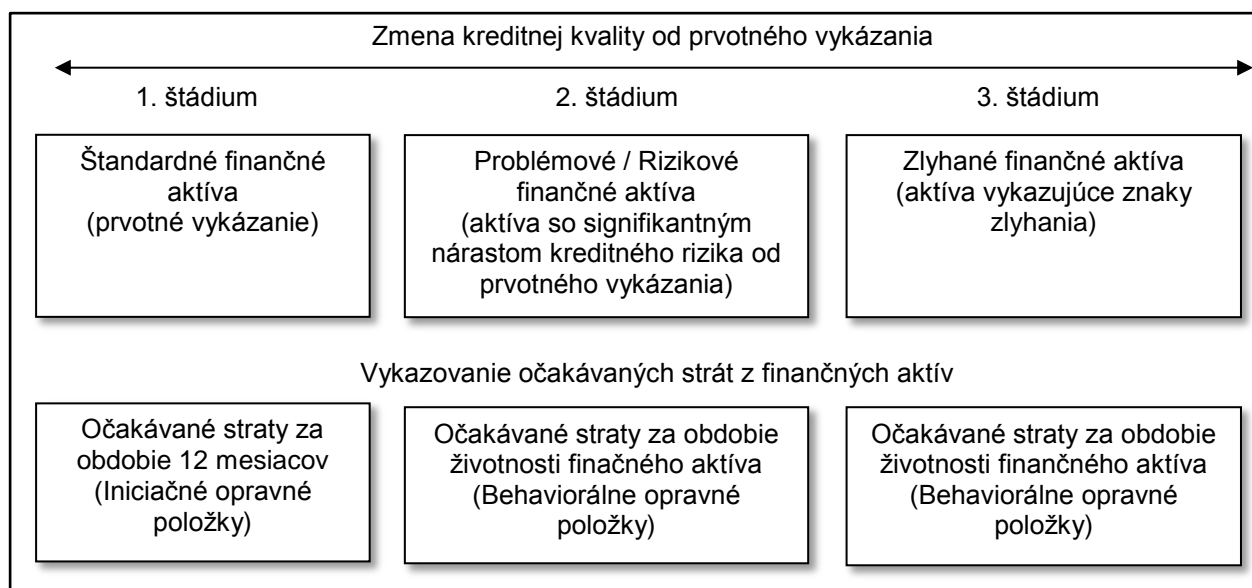 Zmena kreditnej kvality od prvotného vykázania
1. štádium
2. štádium
3. štádium
Štandardné finančné
aktíva
(prvotné vykázanie)
Problémové / Rizikové
finančné aktíva
(aktíva so signifikantným
nárastom kreditného rizika od
prvotného vykázania)
Zlyhané finančné aktíva
(aktíva vykazujúce znaky
zlyhania)
Vykazovanie očakávaných strát z finančných aktív
Očakávané straty za
obdobie 12 mesiacov
(Iniciačné opravné
položky)
Očakávané straty za obdobie
životnosti finačného aktíva
(Behaviorálne opravné
položky)
Očakávané straty za obdobie
životnosti finančného aktíva
(Behaviorálne opravné
položky)